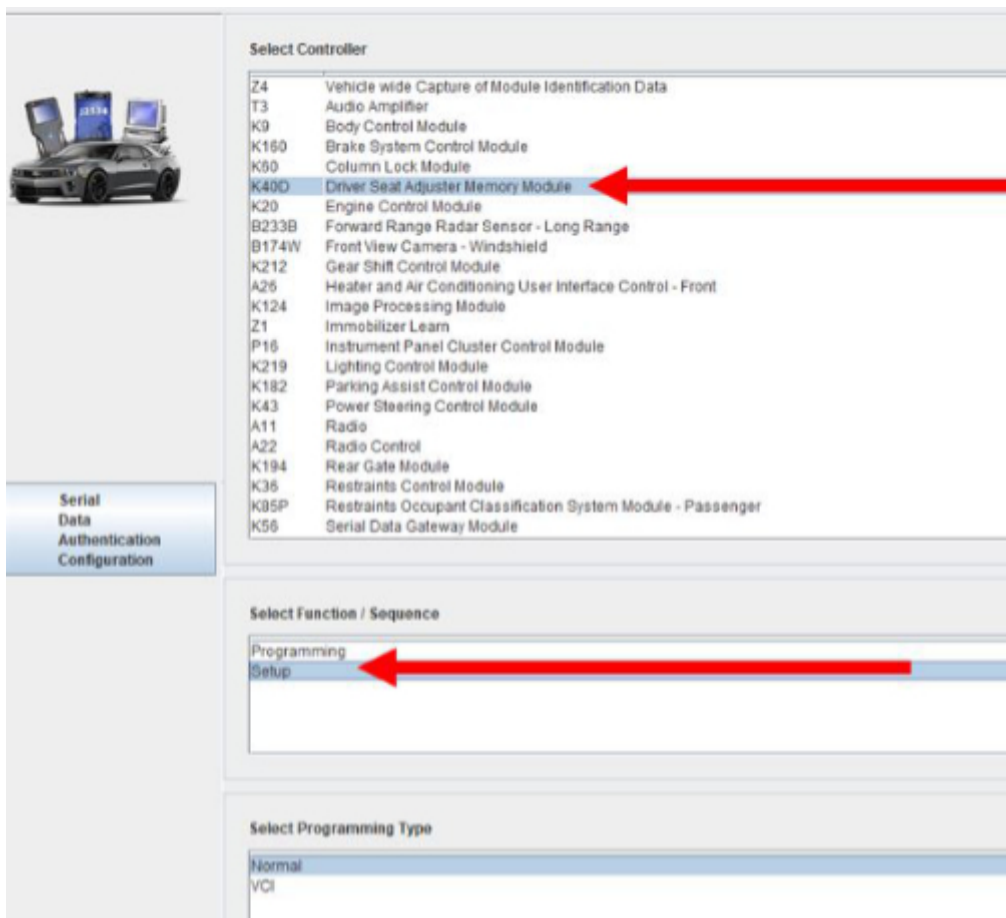 Select Controller
Z4 Vehicle wide Capture of Module Identification Data
T3 Audio Amplifier
K9 Body Control Module
K160 Brake System Control Module
K60 Column Lock Module
K40D Driver Seat Adjuster Memory Module
K20 Engine Control Module
B233B Forward Range Radar Sensor - Long Range
B174W Front View Camera - Windshield
K212 Gear Shift Control Module
A26 Heater and Air Conditioning User Interface Control - Front
K124 Image Processing Module
Z1 Immobilizer Learn
P16 Instrument Panel Cluster Control Module
K219 Lighting Control Module
K182 Parking Assist Control Module
K43 Power Steering Control Module
A11 Radio
A22 Radio Control
K194 Rear Gate Module
K36 Restraints Control Module
K85P Restraints Occupant Classification System Module - Passenger
K56 Serial Data Gateway Module
Serial
Data
Authentication
Configuration
Select Function / Sequence
Programming
Setup
Select Programming Type
Normal
VCI